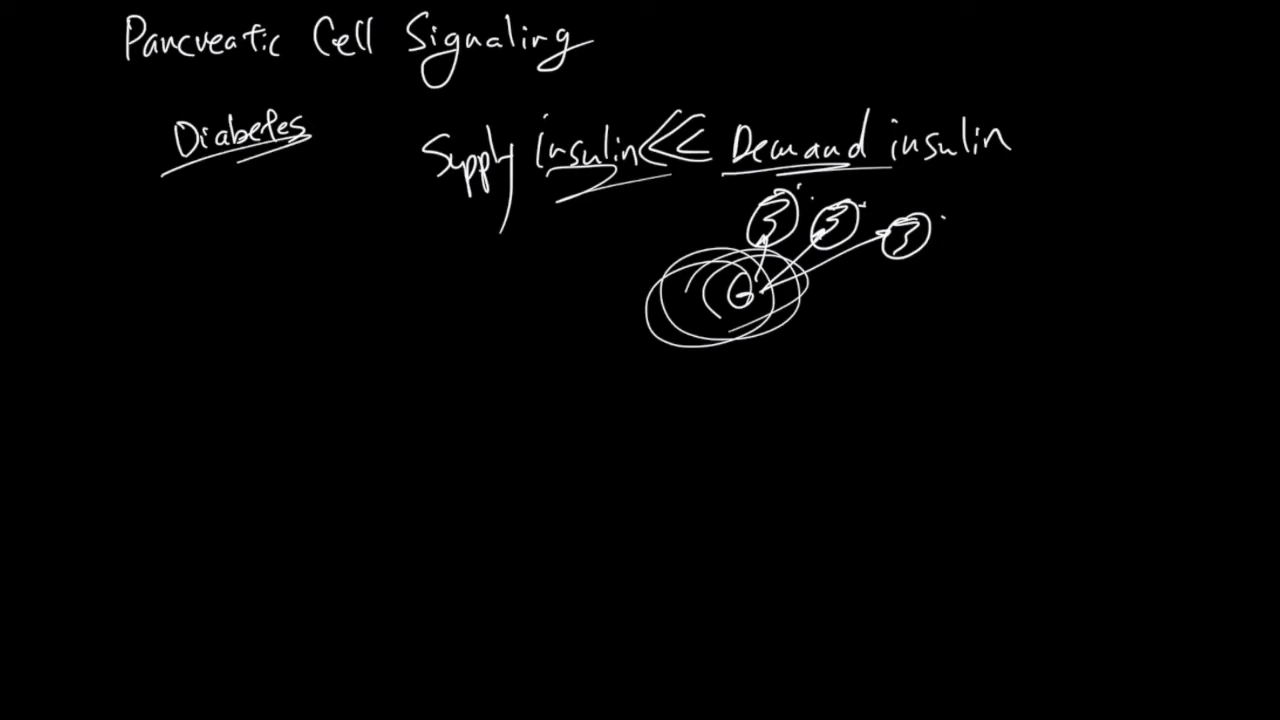 Pancreatic Cell Signaling
Diabetes
Supply insulin << Demand insulin